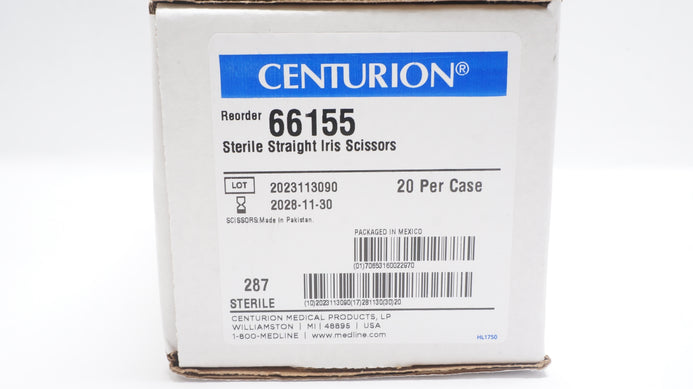 CENTURION®
Reorder 66155
Sterile Straight Iris Scissors
LOT 2023113090 20 Per Case
2028-11-30
SCISSORS:Made in Pakistan.
PACKAGED IN MEXICO
(01)70653160022970
287
STERILE
(10)2023113090(17)281130(30)20
CENTURION MEDICAL PRODUCTS, LP
WILLIAMSTON | MI | 48895 | USA
1-800-MEDLINE | www.medline.com
HL1750